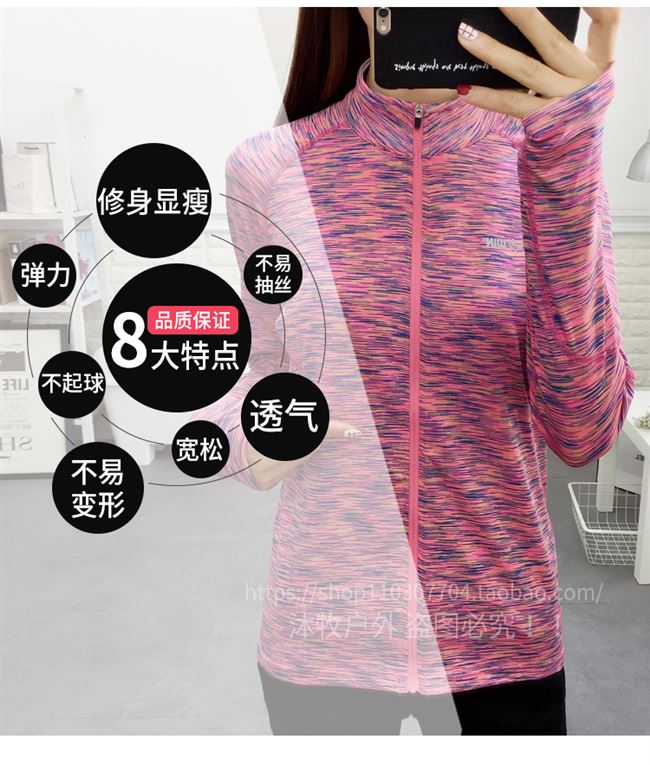 修身显瘦
弹力
不易
抽丝
品质保证
8大特点
不起球
透气
宽松
不易
变形
https://shop110307704.taobao.com/
沐牧户外 盗图必究！
LIFE